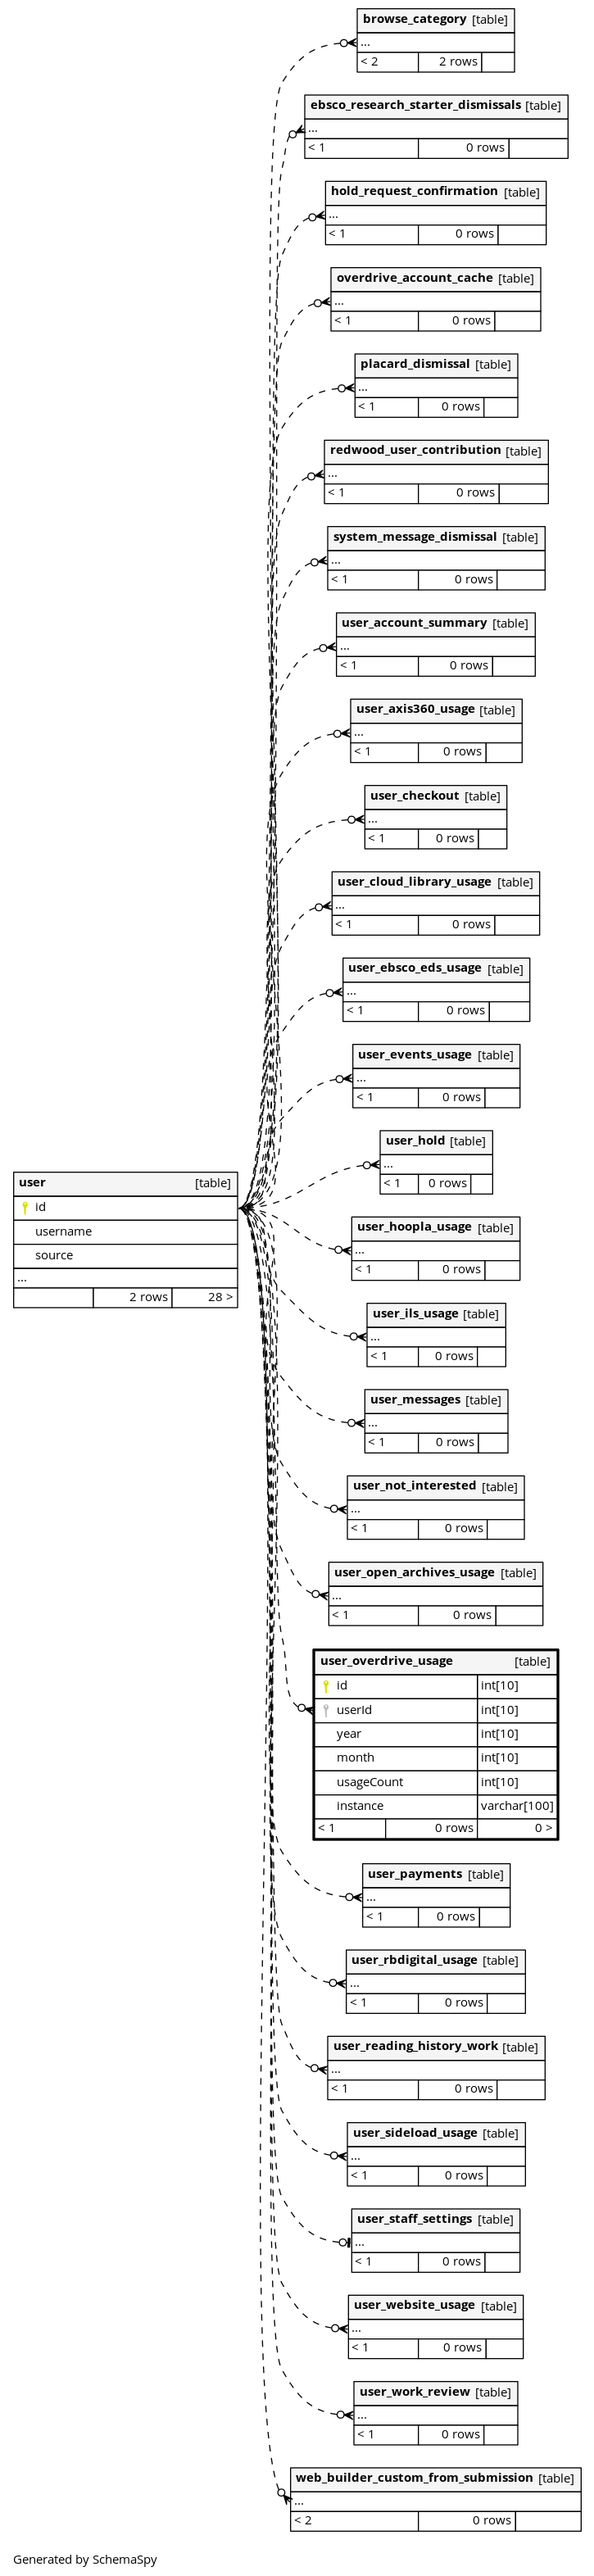 browse_category [table]
...
< 2 2 rows
ebsco_research_starter_dismissals [table]
...
< 1 0 rows
hold_request_confirmation [table]
...
< 1 0 rows
overdrive_account_cache [table]
...
< 1 0 rows
placard_dismissal [table]
...
< 1 0 rows
redwood_user_contribution [table]
...
< 1 0 rows
system_message_dismissal [table]
...
< 1 0 rows
user_account_summary [table]
...
< 1 0 rows
user_axis360_usage [table]
...
< 1 0 rows
user_checkout [table]
...
< 1 0 rows
user_cloud_library_usage [table]
...
< 1 0 rows
user_ebsco_eds_usage [table]
...
< 1 0 rows
user_events_usage [table]
...
< 1 0 rows
user_hold [table]
...
< 1 0 rows
user [table]
id
username
source
...
2 rows 28 >
user_hoopla_usage [table]
...
< 1 0 rows
user_ils_usage [table]
...
< 1 0 rows
user_messages [table]
...
< 1 0 rows
user_not_interested [table]
...
< 1 0 rows
user_open_archives_usage [table]
...
< 1 0 rows
user_overdrive_usage [table]
id int[10]
userId int[10]
year int[10]
month int[10]
usageCount int[10]
instance varchar[100]
< 1 0 rows 0 >
user_payments [table]
...
< 1 0 rows
user_rbdigital_usage [table]
...
< 1 0 rows
user_reading_history_work [table]
...
< 1 0 rows
user_sideload_usage [table]
...
< 1 0 rows
user_staff_settings [table]
...
< 1 0 rows
user_website_usage [table]
...
< 1 0 rows
user_work_review [table]
...
< 1 0 rows
web_builder_custom_from_submission [table]
...
< 2 0 rows
Generated by SchemaSpy